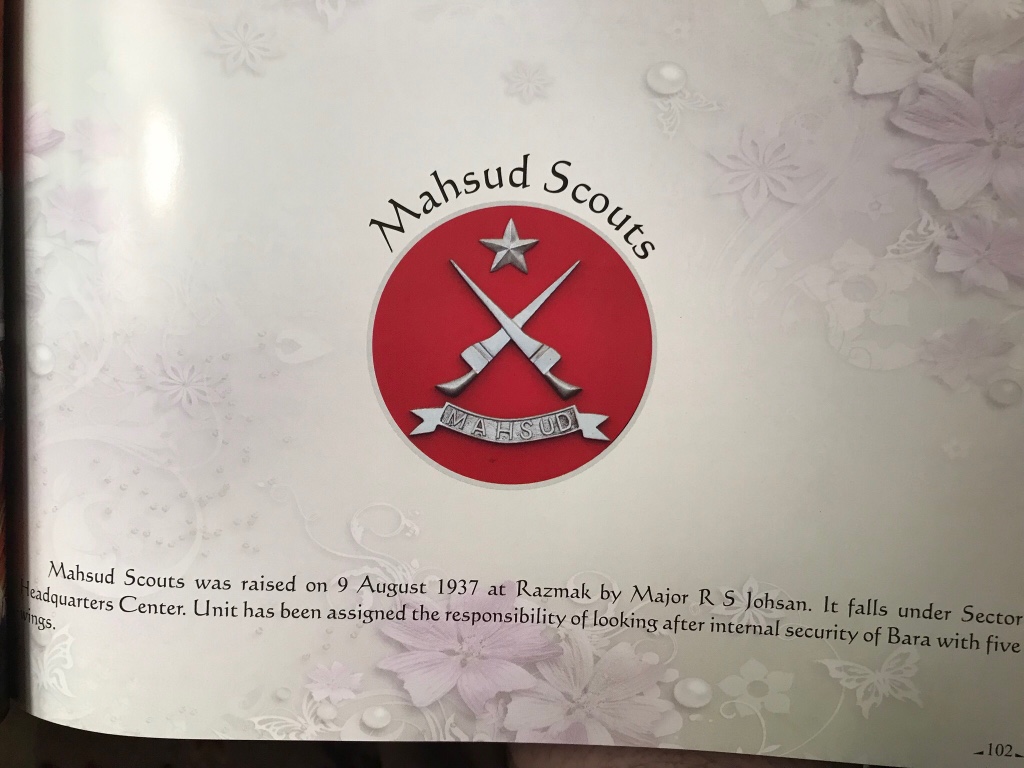 Mahsud Scouts
MAHSUD
Mahsud Scouts was raised on 9 August 1937 at Razmak by Major R S Johsan. It falls under Sector
Headquarters Center. Unit has been assigned the responsibility of looking after internal security of Bara with five
wings.
102